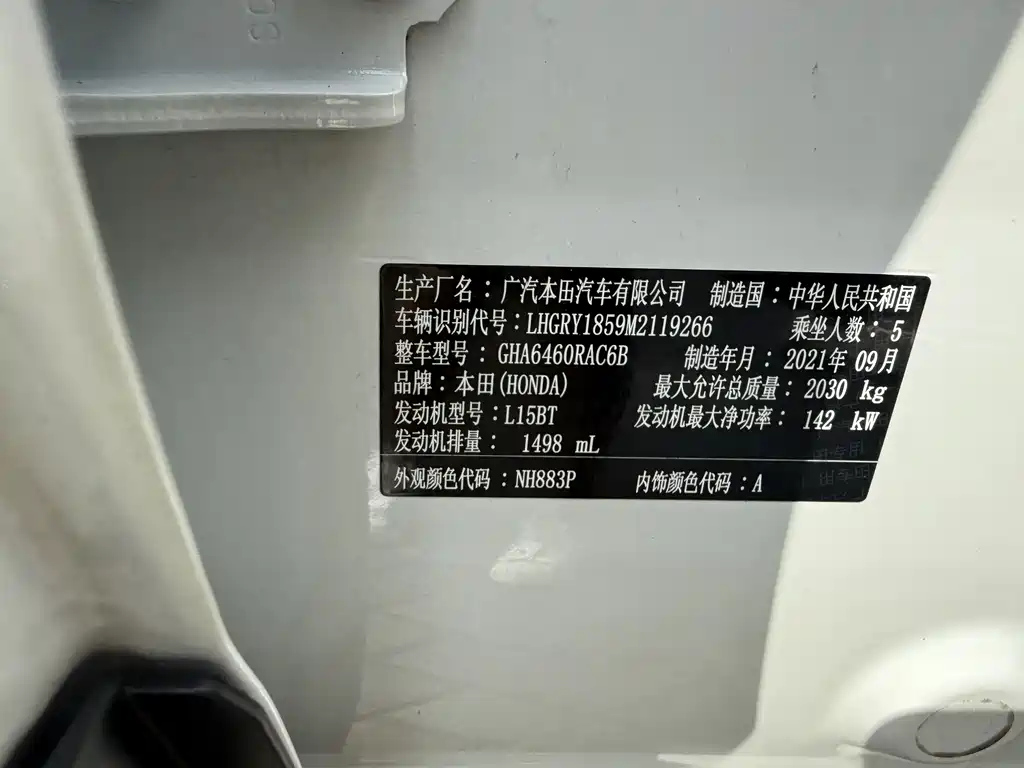 生产厂名：广汽本田汽车有限公司 制造国：中华人民共和国
车辆识别代号：LHGRY1859M2119266 乘坐人数：5
整车型号：GHA6460RAC6B 制造年月：2021年 09月
品牌：本田(HONDA) 最大允许总质量：2030 kg
发动机型号：L15BT 发动机最大净功率：142 kW
发动机排量：1498 mL
外观颜色代码：NH883P 内饰颜色代码：A